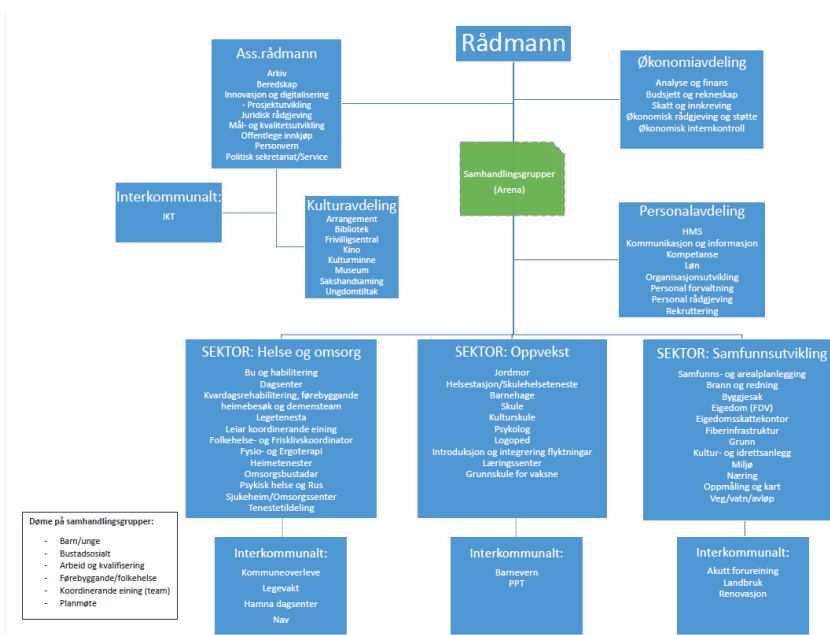 Rådmann
Ass.rådmann
Arkiv
Beredskap
Innovasjon og digitalisering
- Prosjektutvikling
Juridisk rådgjeving
Mål- og kvalitetsutvikling
Offentlege innkjøp
Personvern
Politisk sekretariat/Service
Økonomiavdeling
Analyse og finans
Budsjett og rekneskap
Skatt og innkreving
Økonomisk rådgjeving og støtte
Økonomisk internkontroll
Samhandlingsgrupper
(Arena)
Interkommunalt:
IKT
Kulturavdeling
Arrangement
Bibliotek
Frivilligsentral
Kino
Kulturminne
Museum
Sakshandsaming
Ungdomtiltak
Personalavdeling
HMS
Kommunikasjon og informasjon
Kompetanse
Løn
Organisasjonsutvikling
Personal forvaltning
Personal rådgjeving
Rekruttering
SEKTOR: Helse og omsorg
Bu og habilitering
Dagsenter
Kvardagsrehabilitering, førebyggande
heimebesøk og demensteam
Legetenesta
Leiar koordinerande eining
Folkehelse- og Frisklivskoordinator
Fysio- og Ergoterapi
Heimetenester
Omsorgsbustadar
Psykisk helse og Rus
Sjukeheim/Omsorgssenter
Tenestetildeling
SEKTOR: Oppvekst
Jordmor
Helsestasjon/Skulehelseteneste
Barnehage
Skule
Kulturskule
Psykolog
Logoped
Introduksjon og integrering flyktningar
Læringssenter
Grunnskule for vaksne
SEKTOR: Samfunnsutvikling
Samfunns- og arealplanlegging
Brann og redning
Byggjesak
Eigedom (FDV)
Eigedomsskattekontor
Fiberinfrastruktur
Grunn
Kultur- og idrettsanlegg
Miljø
Næring
Oppmåling og kart
Veg/vatn/avløp
Døme på samhandlingsgrupper:
- Barn/unge
- Bustadsosialt
- Arbeid og kvalifisering
- Førebyggande/folkehelse
- Koordinerande eining (team)
- Planmøte
Interkommunalt:
Kommuneoverleve
Legevakt
Hamna dagsenter
Nav
Interkommunalt:
Barnevern
PPT
Interkommunalt:
Akutt forureining
Landbruk
Renovasjon